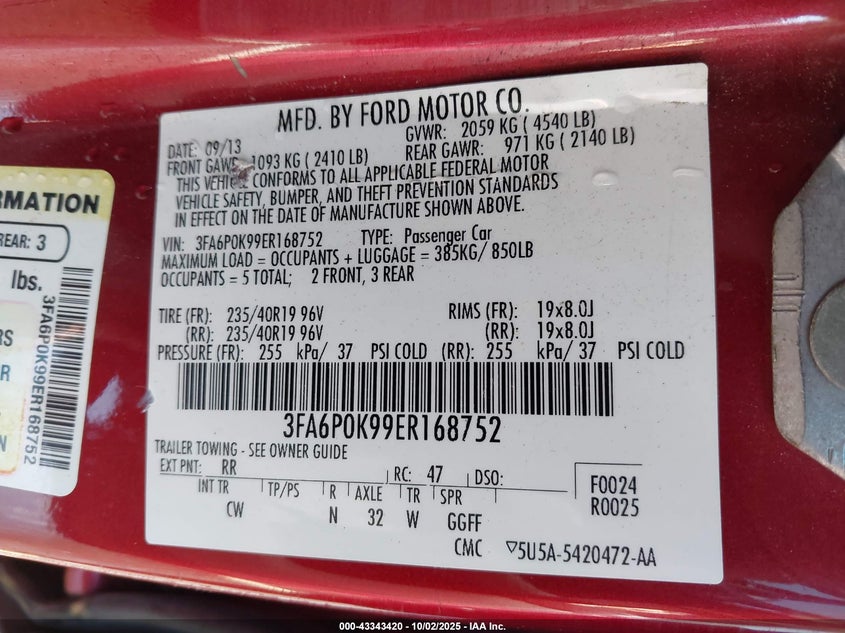 MFD. BY FORD MOTOR CO.
DATE: 09/13 GVWR: 2059 KG ( 4540 LB)
FRONT GAWR: 1093 KG ( 2410 LB) REAR GAWR: 971 KG ( 2140 LB)
THIS VEHICLE CONFORMS TO ALL APPLICABLE FEDERAL MOTOR
VEHICLE SAFETY, BUMPER, AND THEFT PREVENTION STANDARDS
IN EFFECT ON THE DATE OF MANUFACTURE SHOWN ABOVE.
VIN: 3FA6P0K99ER168752 TYPE: Passenger Car
MAXIMUM LOAD = OCCUPANTS + LUGGAGE = 385KG/ 850LB
OCCUPANTS = 5 TOTAL; 2 FRONT, 3 REAR
TIRE (FR): 235/40R19 96V RIMS (FR): 19x8.0J
(RR): 235/40R19 96V (RR): 19x8.0J
PRESSURE (FR): 255 kPa/ 37 PSI COLD (RR): 255 kPa/ 37 PSI COLD
3FA6P0K99ER168752
TRAILER TOWING - SEE OWNER GUIDE
EXT PNT: RR RC: 47 DSO:
INT TR TP/PS R AXLE TR SPR
CW N 32 W GGFF
CMC ▽5U5A-5420472-AA
F0024
R0025
ORMATION
REAR: 3
lbs.
RS
R
3FA6P0K99ER168752
000-43343420 - 10/02/2025 - IAA Inc.